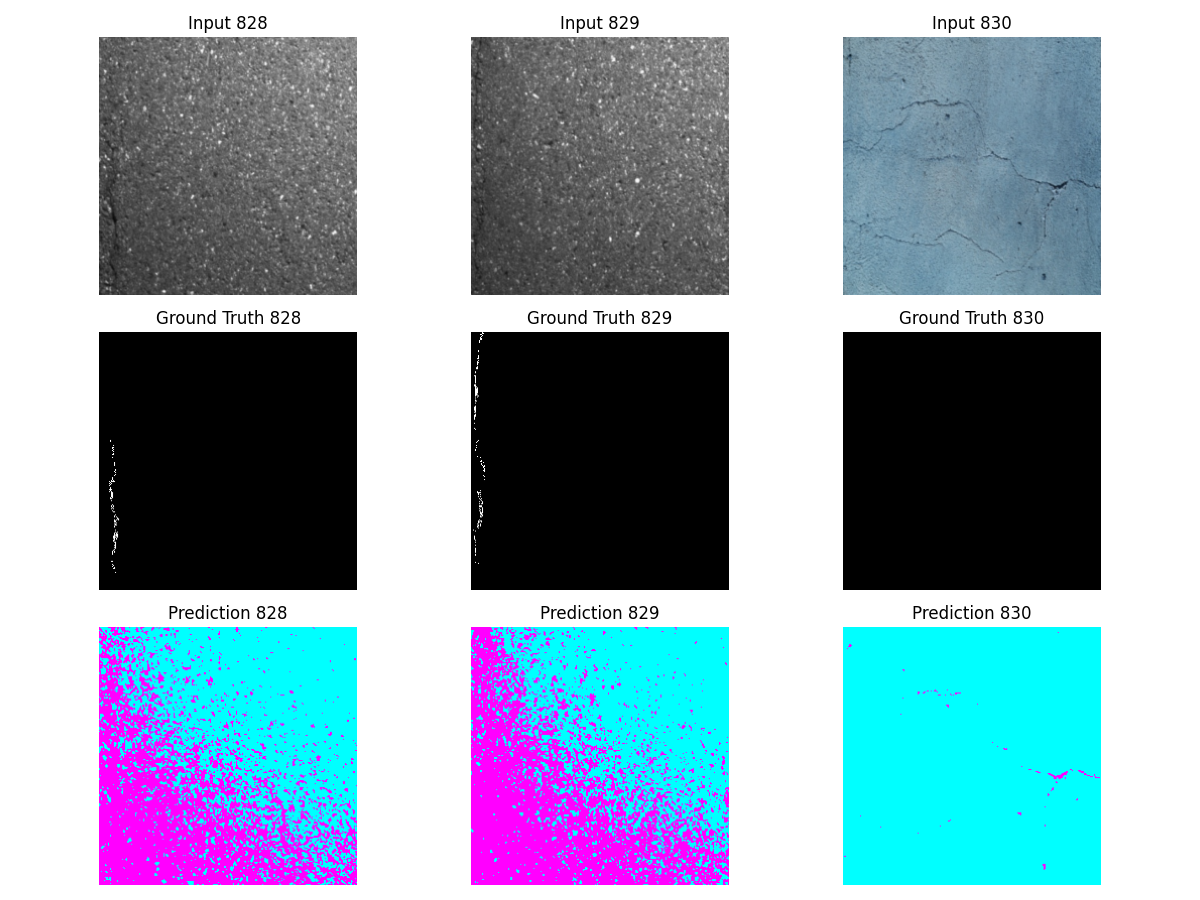 Input 828
Input 829
Input 830
Ground Truth 828
Ground Truth 829
Ground Truth 830
Prediction 828
Prediction 829
Prediction 830